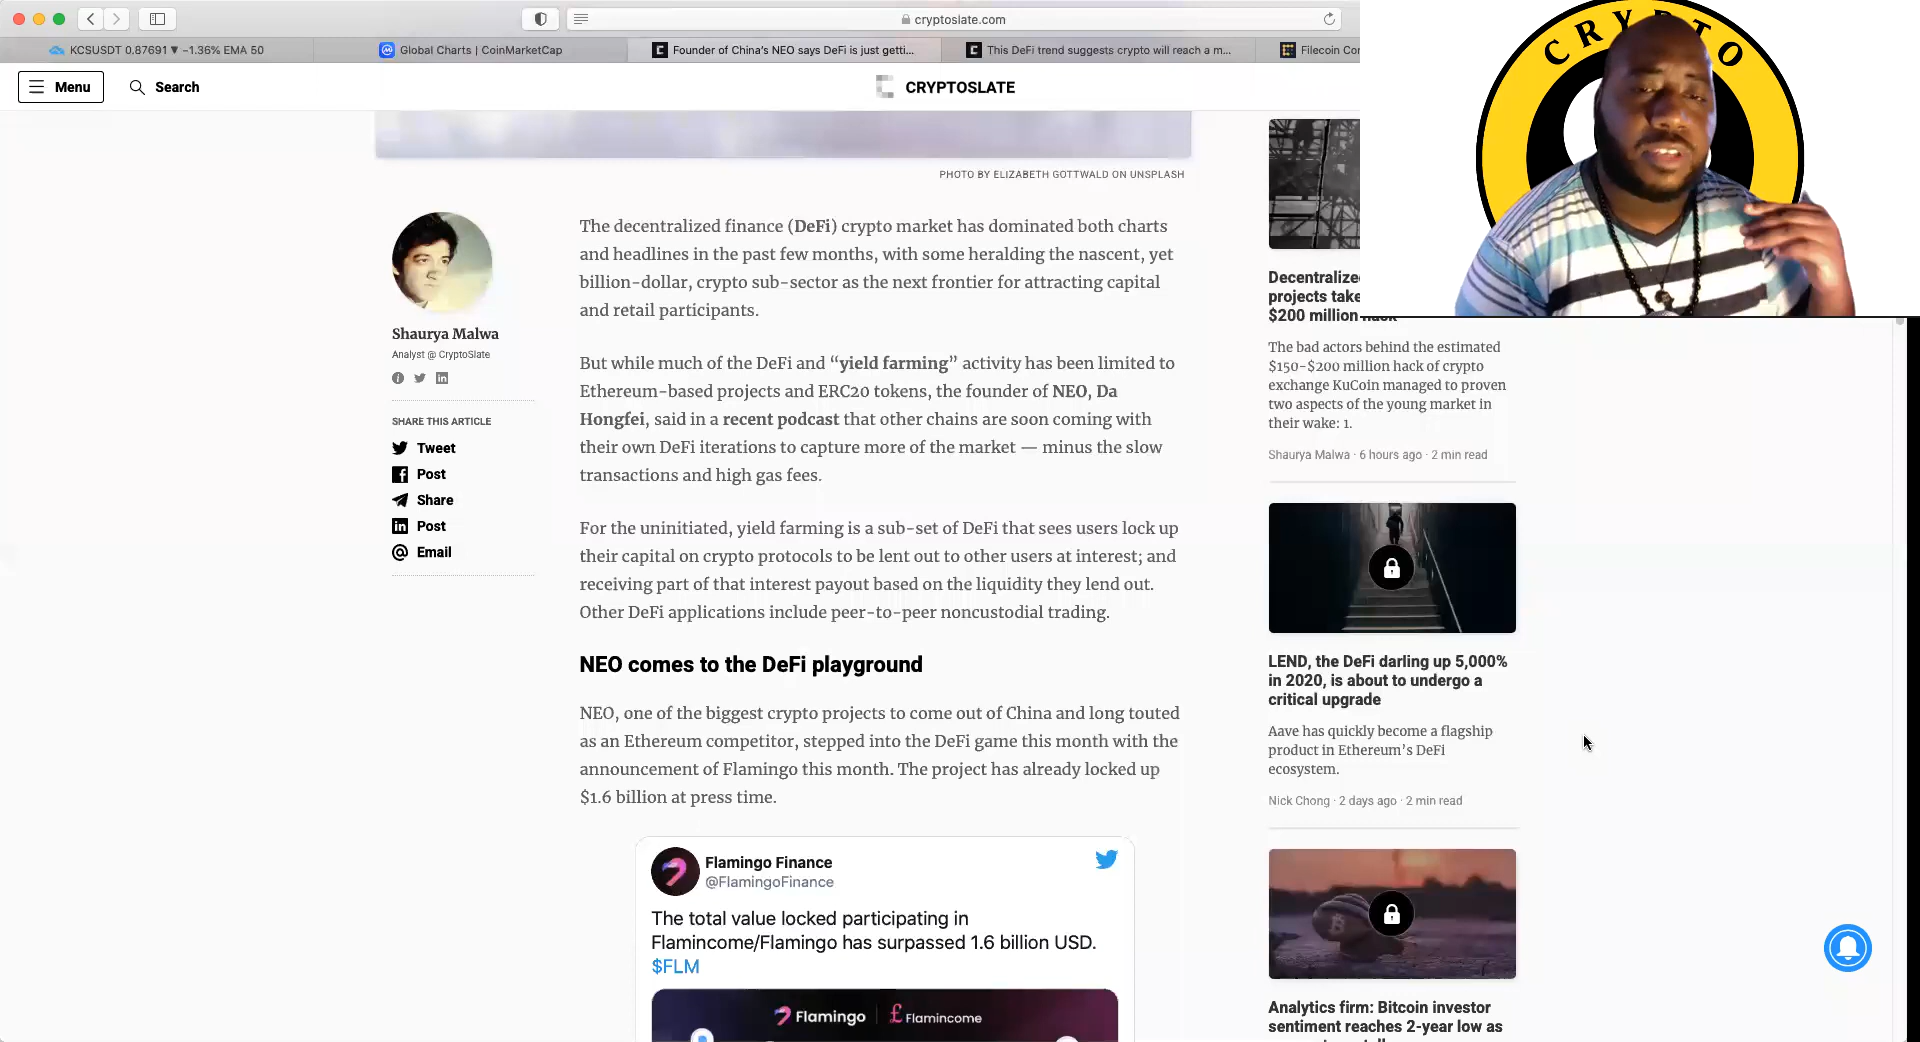 cryptoslate.com
KCSUSDT 0.87691 ▼ −1.36% EMA 50
Global Charts | CoinMarketCap
Founder of China's NEO says DeFi is just getti...
This DeFi trend suggests crypto will reach a m...
Filecoin Cor
CRYPTO
Menu
Search
CRYPTOSLATE
PHOTO BY ELIZABETH GOTTWALD ON UNSPLASH
Shaurya Malwa
Analyst @ CryptoSlate
SHARE THIS ARTICLE
Tweet
Post
Share
Post
Email
The decentralized finance (DeFi) crypto market has dominated both charts
and headlines in the past few months, with some heralding the nascent, yet
billion-dollar, crypto sub-sector as the next frontier for attracting capital
and retail participants.
But while much of the DeFi and “yield farming” activity has been limited to
Ethereum-based projects and ERC20 tokens, the founder of NEO, Da
Hongfei, said in a recent podcast that other chains are soon coming with
their own DeFi iterations to capture more of the market — minus the slow
transactions and high gas fees.
For the uninitiated, yield farming is a sub-set of DeFi that sees users lock up
their capital on crypto protocols to be lent out to other users at interest; and
receiving part of that interest payout based on the liquidity they lend out.
Other DeFi applications include peer-to-peer noncustodial trading.
NEO comes to the DeFi playground
NEO, one of the biggest crypto projects to come out of China and long touted
as an Ethereum competitor, stepped into the DeFi game this month with the
announcement of Flamingo this month. The project has already locked up
$1.6 billion at press time.
Flamingo Finance
@FlamingoFinance
The total value locked participating in
Flamincome/Flamingo has surpassed 1.6 billion USD.
$FLM
Flamingo
Flamincome
Decentralize
projects take
$200 million
The bad actors behind the estimated
$150-$200 million hack of crypto
exchange KuCoin managed to proven
two aspects of the young market in
their wake: 1.
Shaurya Malwa · 6 hours ago · 2 min read
LEND, the DeFi darling up 5,000%
in 2020, is about to undergo a
critical upgrade
Aave has quickly become a flagship
product in Ethereum's DeFi
ecosystem.
Nick Chong · 2 days ago · 2 min read
Analytics firm: Bitcoin investor
sentiment reaches 2-year low as